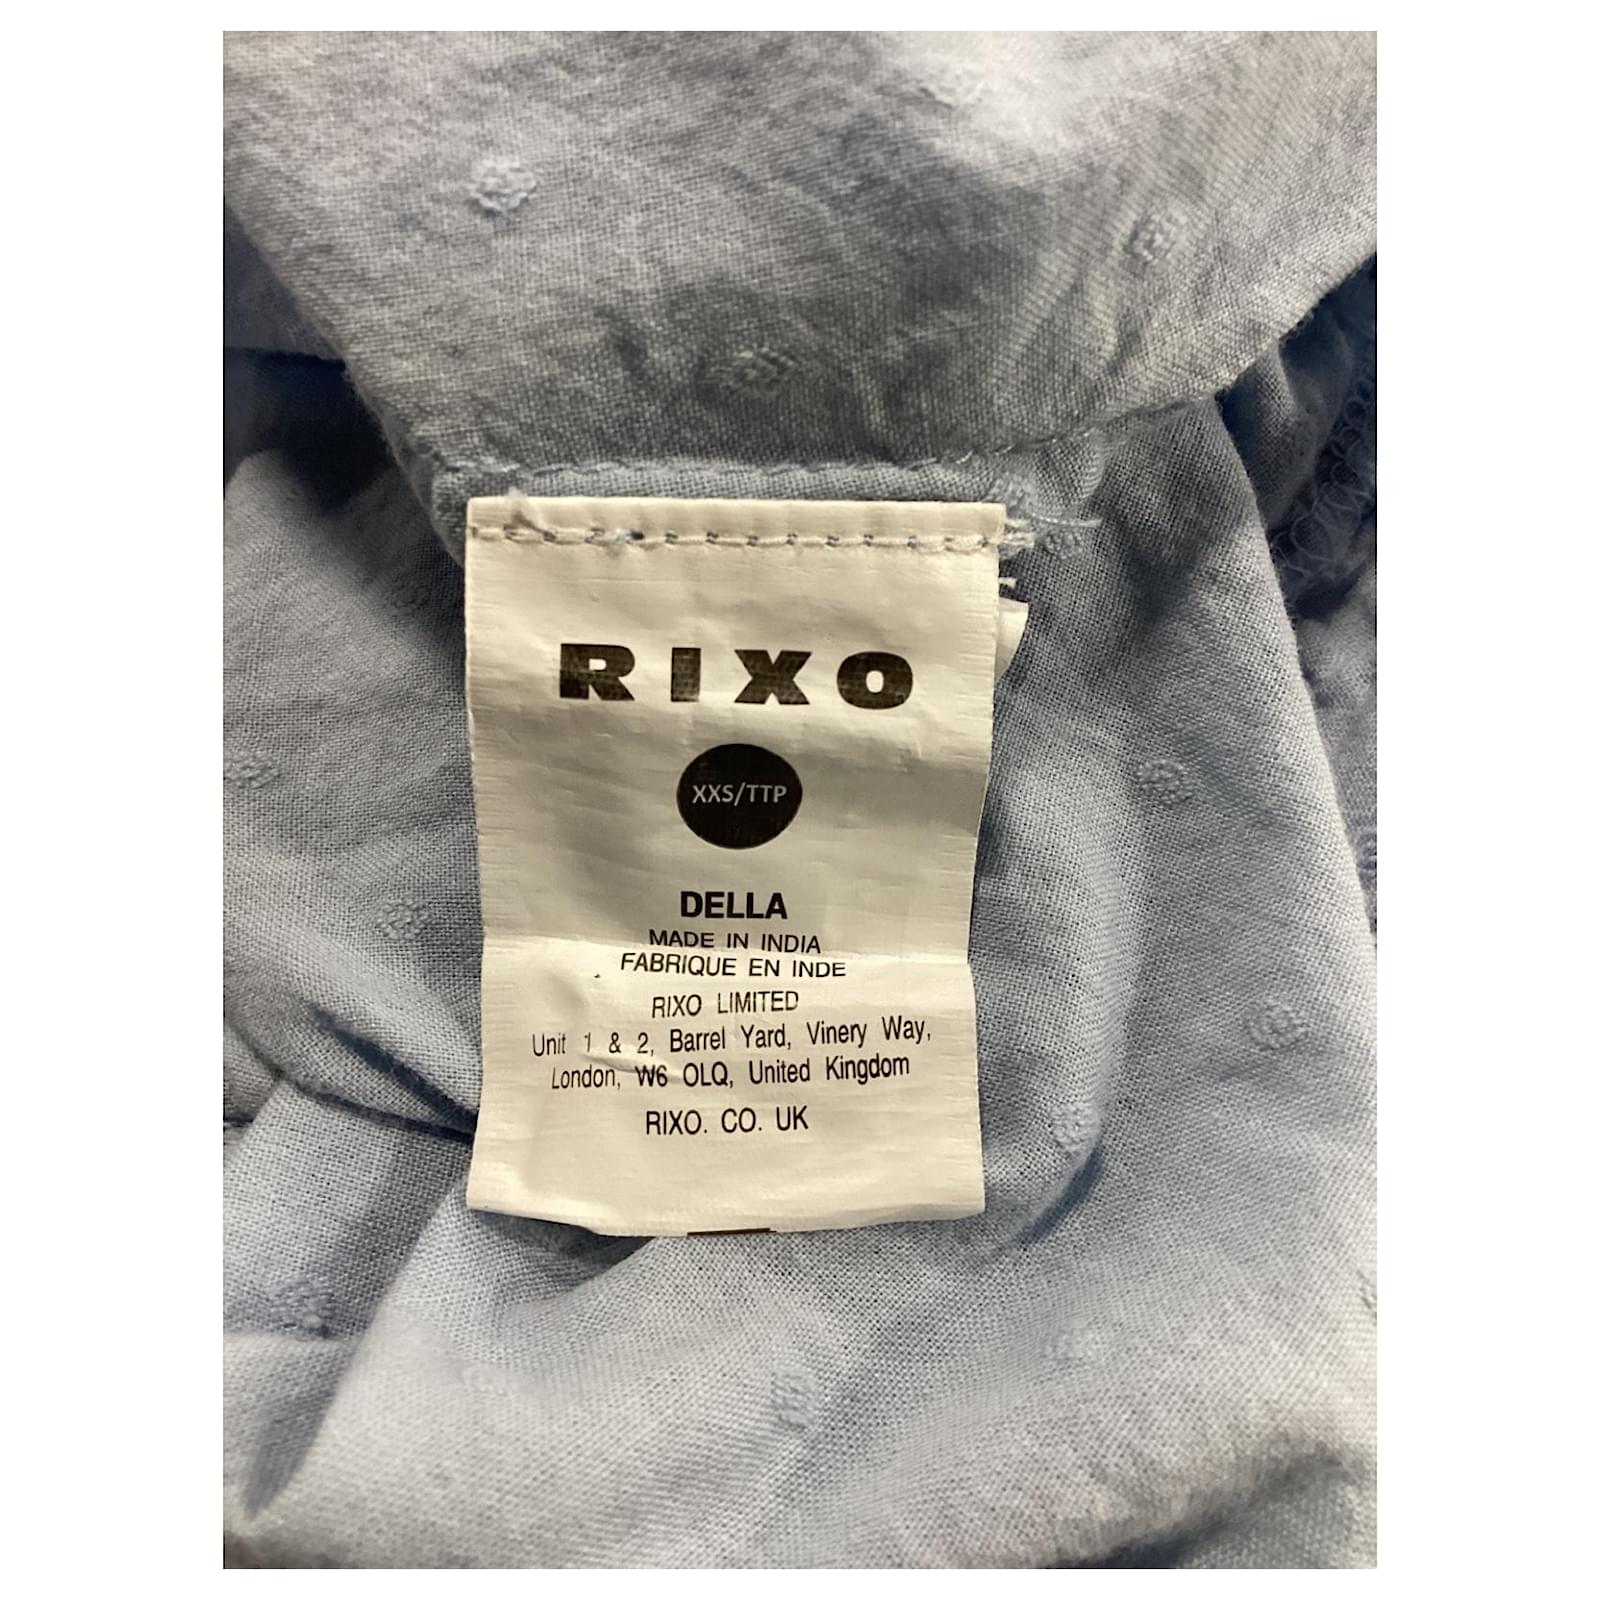 RIXO
XXS/TTP
DELLA
MADE IN INDIA
FABRIQUE EN INDE
RIXO LIMITED
Unit 1 & 2, Barrel Yard, Vinery Way,
London, W6 OLQ, United Kingdom
RIXO. CO. UK